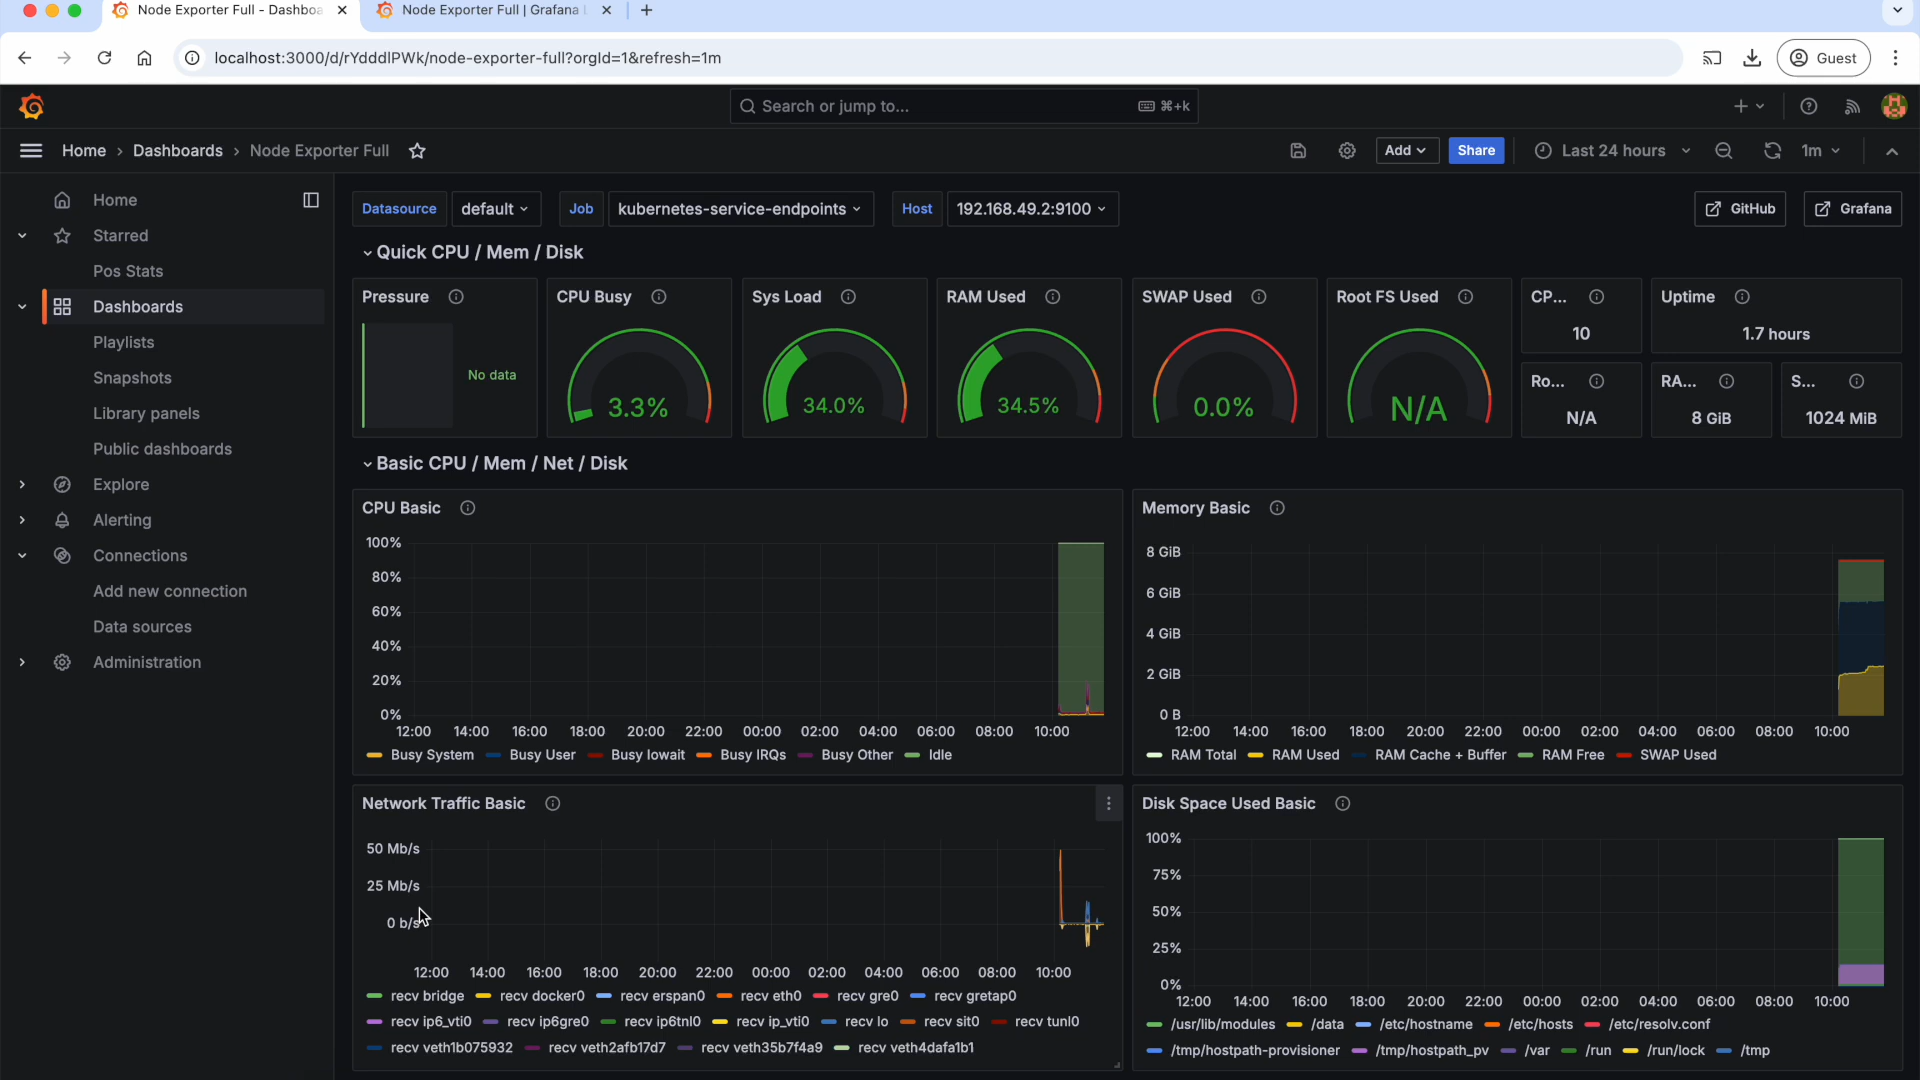 Node Exporter Full - Dashboa
Node Exporter Full | Grafana
localhost:3000/d/rYdddlPWk/node-exporter-full?orgId=1&refresh=1m
Guest
Search or jump to...
⌘+k
Home › Dashboards › Node Exporter Full
Add
Share
Last 24 hours
1m
Home
Starred
Pos Stats
Dashboards
Playlists
Snapshots
Library panels
Public dashboards
Explore
Alerting
Connections
Add new connection
Data sources
Administration
Datasource default Job kubernetes-service-endpoints Host 192.168.49.2:9100
GitHub
Grafana
Quick CPU / Mem / Disk
Pressure
No data
CPU Busy
3.3%
Sys Load
34.0%
RAM Used
34.5%
SWAP Used
0.0%
Root FS Used
N/A
CP...
10
Uptime
1.7 hours
Ro...
N/A
RA...
8 GiB
S...
1024 MiB
Basic CPU / Mem / Net / Disk
CPU Basic
100%
80%
60%
40%
20%
0%
12:00 14:00 16:00 18:00 20:00 22:00 00:00 02:00 04:00 06:00 08:00 10:00
Busy System Busy User Busy Iowait Busy IRQs Busy Other Idle
Memory Basic
8 GiB
6 GiB
4 GiB
2 GiB
0 B
12:00 14:00 16:00 18:00 20:00 22:00 00:00 02:00 04:00 06:00 08:00 10:00
RAM Total RAM Used RAM Cache + Buffer RAM Free SWAP Used
Network Traffic Basic
50 Mb/s
25 Mb/s
0 b/s
12:00 14:00 16:00 18:00 20:00 22:00 00:00 02:00 04:00 06:00 08:00 10:00
recv bridge recv docker0 recv erspan0 recv eth0 recv gre0 recv gretap0
recv ip6_vti0 recv ip6gre0 recv ip6tnl0 recv ip_vti0 recv lo recv sit0 recv tunl0
recv veth1b075932 recv veth2afb17d7 recv veth35b7f4a9 recv veth4dafa1b1
Disk Space Used Basic
100%
75%
50%
25%
0%
12:00 14:00 16:00 18:00 20:00 22:00 00:00 02:00 04:00 06:00 08:00 10:00
/usr/lib/modules /data /etc/hostname /etc/hosts /etc/resolv.conf
/tmp/hostpath-provisioner /tmp/hostpath_pv /var /run /run/lock /tmp